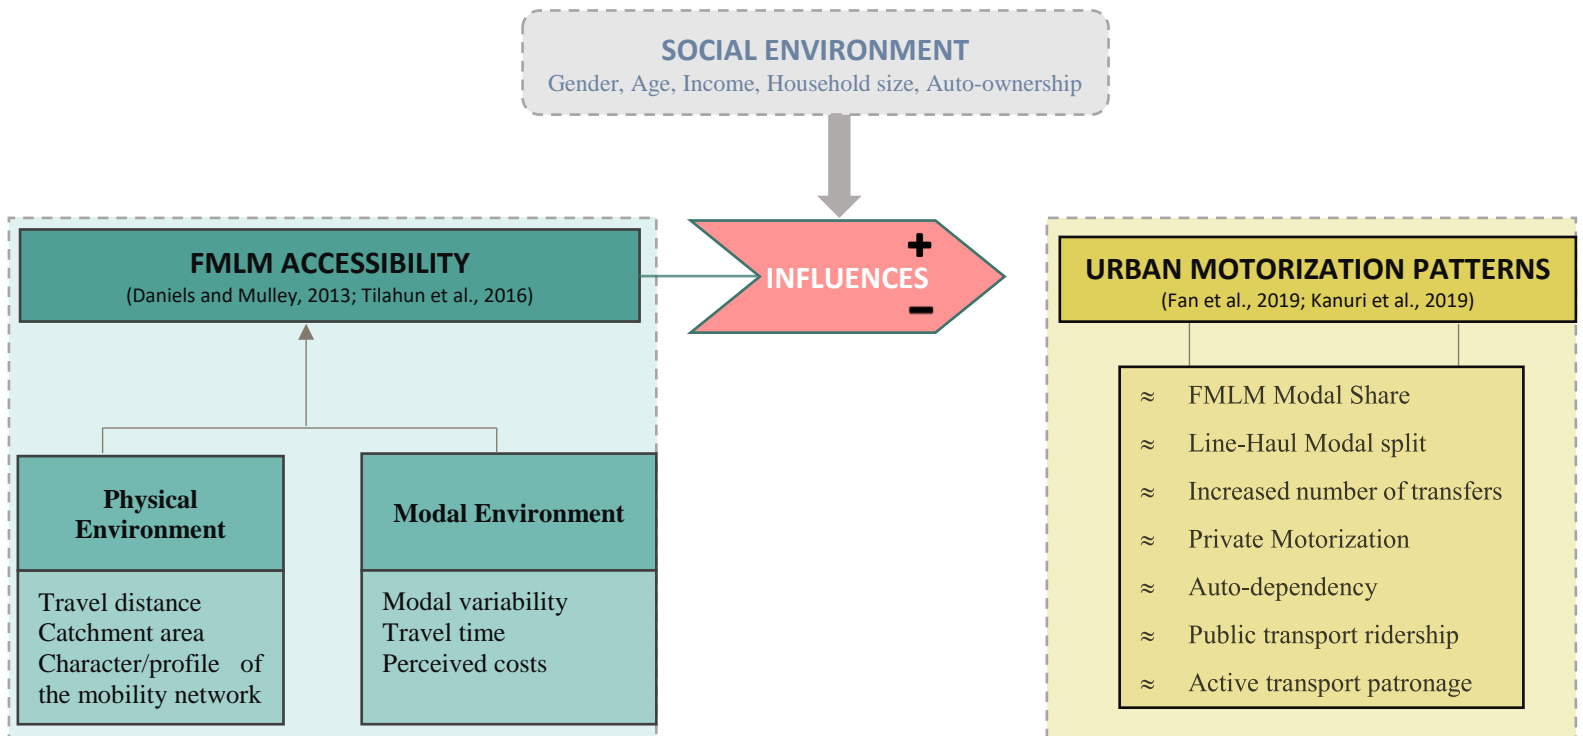 SOCIAL ENVIRONMENT
Gender, Age, Income, Household size, Auto-ownership
FMLM ACCESSIBILITY
(Daniels and Mulley, 2013; Tilahun et al., 2016)
+
INFLUENCES
–
URBAN MOTORIZATION PATTERNS
(Fan et al., 2019; Kanuri et al., 2019)
Physical
Environment
Travel distance
Catchment area
Character/profile of
the mobility network
Modal Environment
Modal variability
Travel time
Perceived costs
≈ FMLM Modal Share
≈ Line-Haul Modal split
≈ Increased number of transfers
≈ Private Motorization
≈ Auto-dependency
≈ Public transport ridership
≈ Active transport patronage